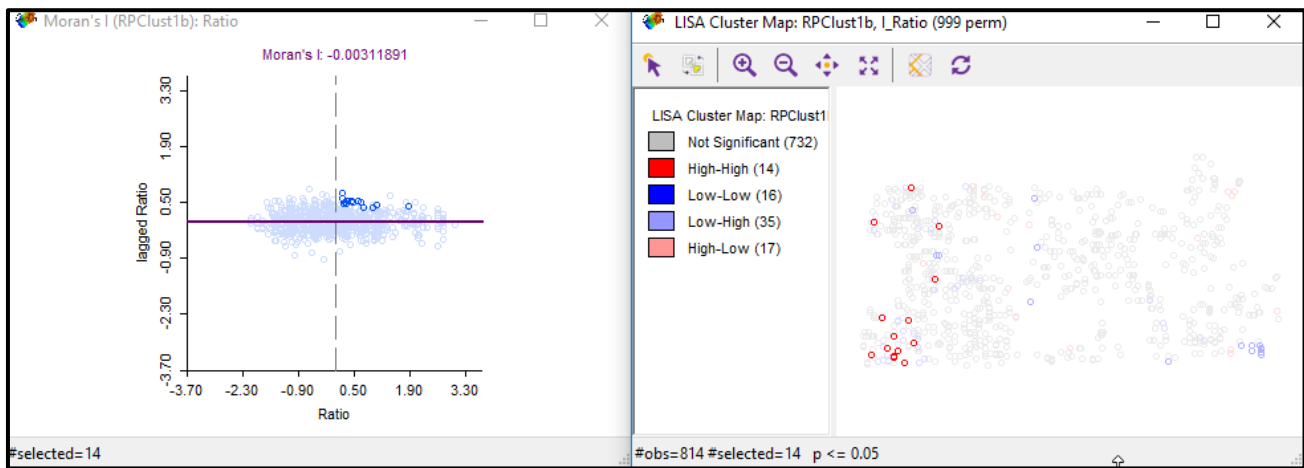 Moran's I (RPClust1b): Ratio
Moran's I: -0.00311891
3.30
1.90
0.50
-0.90
-2.30
-3.70
lagged Ratio
-3.70 -2.30 -0.90 0.50 1.90 3.30
Ratio
#selected=14
LISA Cluster Map: RPClust1b, I_Ratio (999 perm)
LISA Cluster Map: RPClust1
Not Significant (732)
High-High (14)
Low-Low (16)
Low-High (35)
High-Low (17)
#obs=814 #selected=14 p <= 0.05